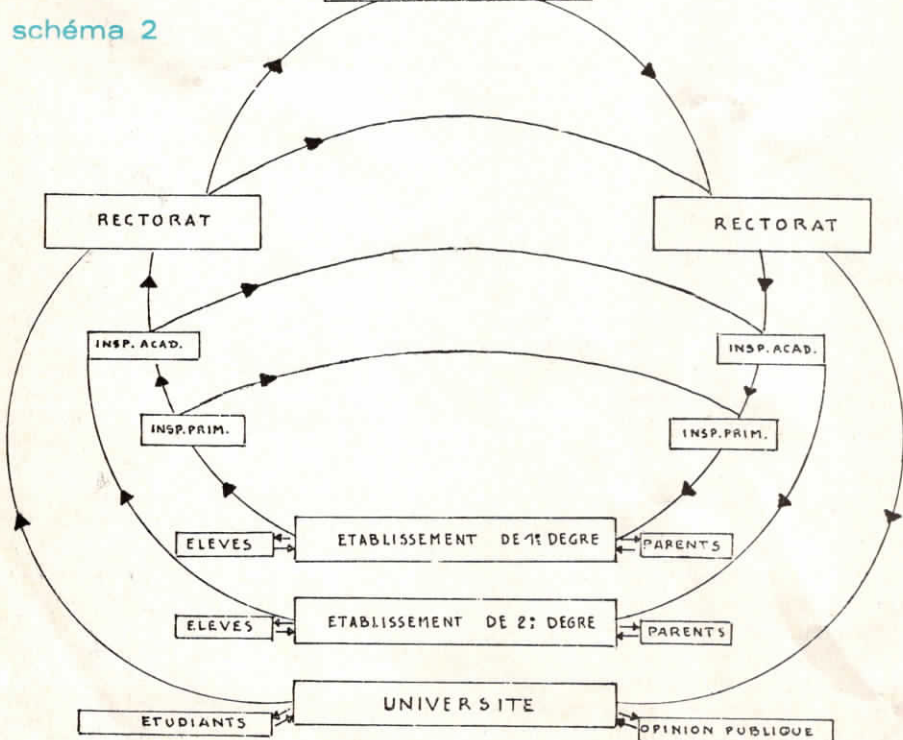 schéma 2
RECTORAT
RECTORAT
INSP. ACAD.
INSP. ACAD.
INSP. PRIM.
INSP. PRIM.
ELEVES
ETABLISSEMENT DE 1e DEGRE
PARENTS
ELEVES
ETABLISSEMENT DE 2e DEGRE
PARENTS
ETUDIANTS
UNIVERSITE
OPINION PUBLIQUE